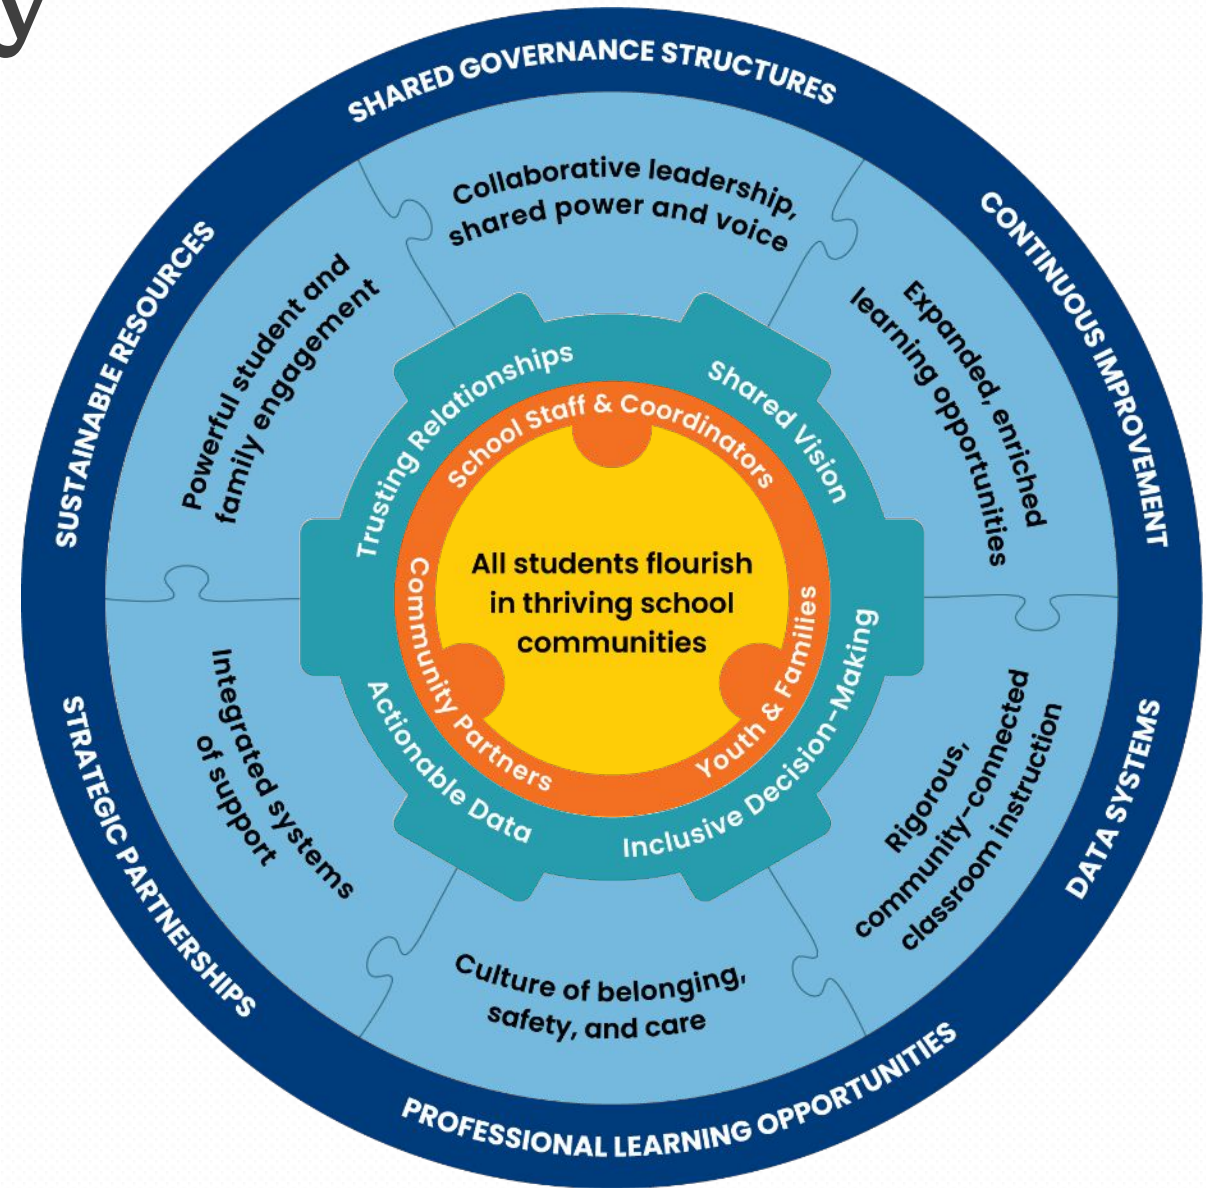 y
SHARED GOVERNANCE STRUCTURES
CONTINUOUS IMPROVEMENT
DATA SYSTEMS
PROFESSIONAL LEARNING OPPORTUNITIES
STRATEGIC PARTNERSHIPS
SUSTAINABLE RESOURCES
Collaborative leadership,
shared power and voice
Expanded, enriched
learning opportunities
Rigorous,
community-connected
classroom instruction
Culture of belonging,
safety, and care
Integrated systems
of support
Powerful student and
family engagement
Trusting Relationships
Shared Vision
Inclusive Decision-Making
Actionable Data
School Staff & Coordinators
Youth & Families
Community Partners
All students flourish
in thriving school
communities